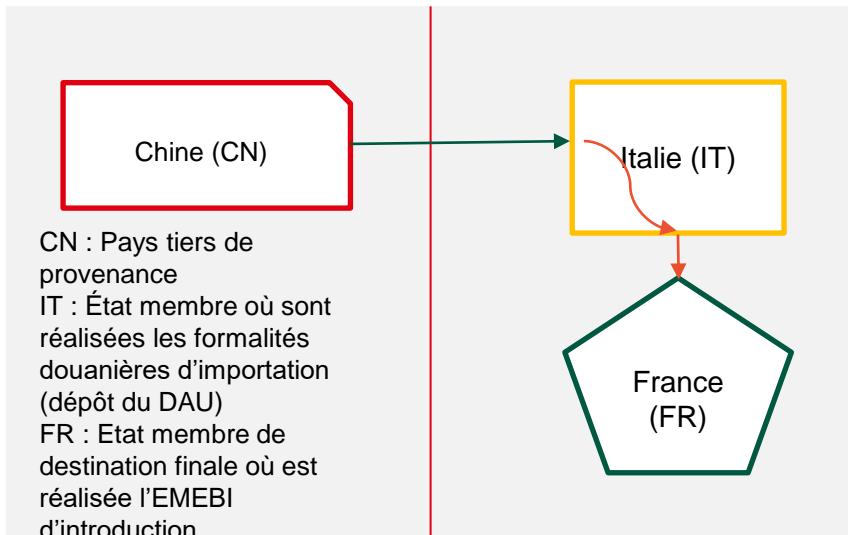 Chine (CN)
Italie (IT)
CN : Pays tiers de
provenance
IT : État membre où sont
réalisées les formalités
douanières d’importation
(dépôt du DAU)
FR : Etat membre de
destination finale où est
réalisée l’EMEBI
d’introduction
France
(FR)